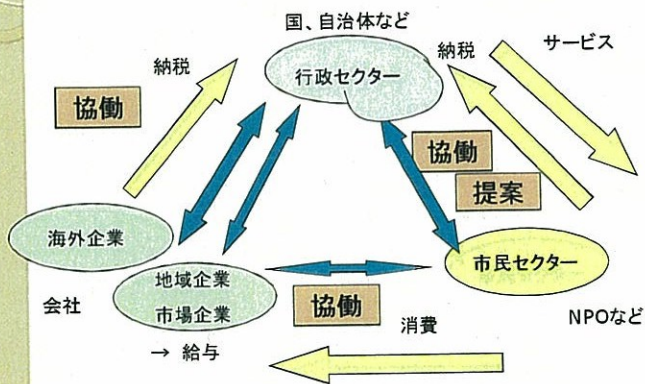 国、自治体など
納税
サービス
納税
行政セクター
協働
協働
提案
海外企業
市民セクター
地域企業
会社
市場企業
協働
NPOなど
消費
→ 給与